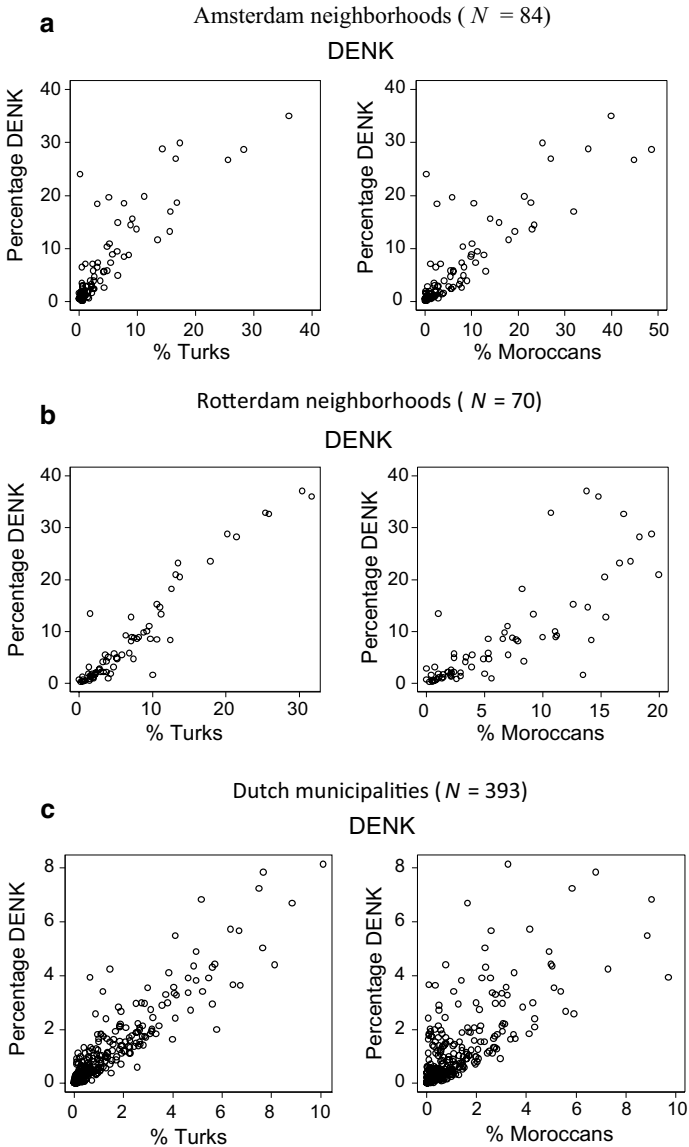 a
Amsterdam neighborhoods ( N = 84)
DENK
Percentage DENK
40
30
20
10
0
0 10 20 30 40
% Turks
Percentage DENK
40
30
20
10
0
0 10 20 30 40 50
% Moroccans
b
Rotterdam neighborhoods ( N = 70)
DENK
Percentage DENK
40
30
20
10
0
0 10 20 30
% Turks
Percentage DENK
40
30
20
10
0
0 5 10 15 20
% Moroccans
c
Dutch municipalities ( N = 393)
DENK
Percentage DENK
8
6
4
2
0
0 2 4 6 8 10
% Turks
Percentage DENK
8
6
4
2
0
0 2 4 6 8 10
% Moroccans